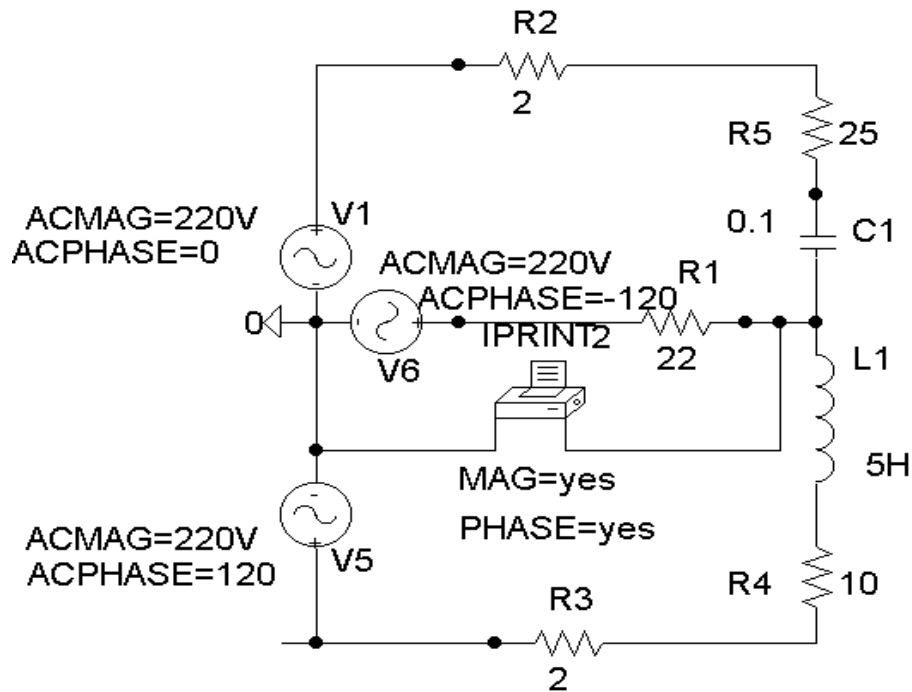 R2
2
R5
25
ACMAG=220V
ACPHASE=0
V1
0.1
C1
ACMAG=220V
ACPHASE=-120
R1
0
IPRINT2
V6
22
L1
5H
MAG=yes
PHASE=yes
ACMAG=220V
ACPHASE=120
V5
R4
10
R3
2